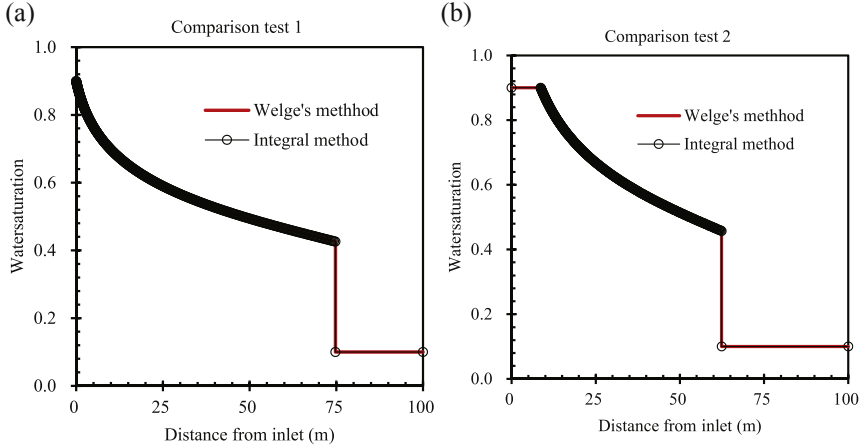 (a)
Comparison test 1
1.0
0.8
0.6
0.4
0.2
0.0
Watersaturation
Welge's methhod
Integral method
0 25 50 75 100
Distance from inlet (m)
(b)
Comparison test 2
1.0
0.8
0.6
0.4
0.2
0.0
Watersaturation
Welge's methhod
Integral method
0 25 50 75 100
Distance from inlet (m)